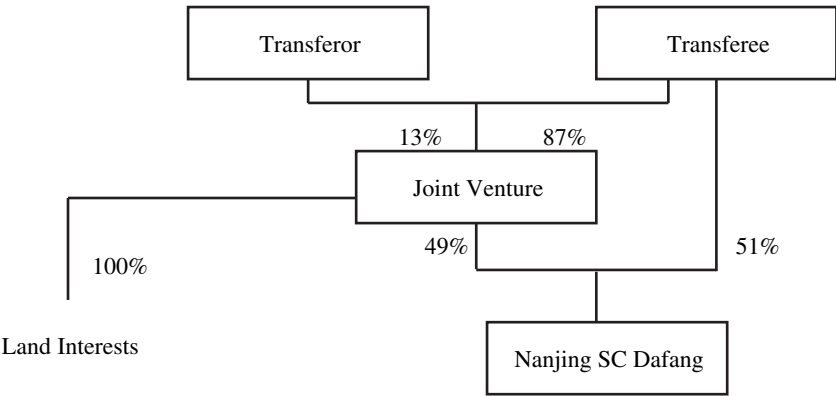 Transferor
Transferee
13%
87%
Joint Venture
49%
51%
100%
Land Interests
Nanjing SC Dafang